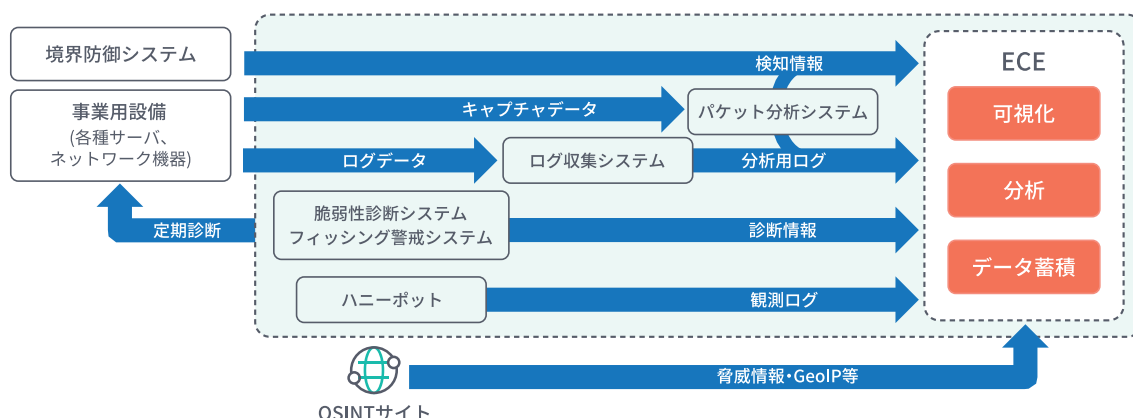 境界防御システム
検知情報
ECE
事業用設備
(各種サーバ、
ネットワーク機器)
キャプチャデータ
パケット分析システム
可視化
ログデータ
ログ収集システム
分析用ログ
分析
定期診断
脆弱性診断システム
フィッシング警戒システム
診断情報
データ蓄積
ハニーポット
観測ログ
脅威情報・GeoIP等
OSINTサイト